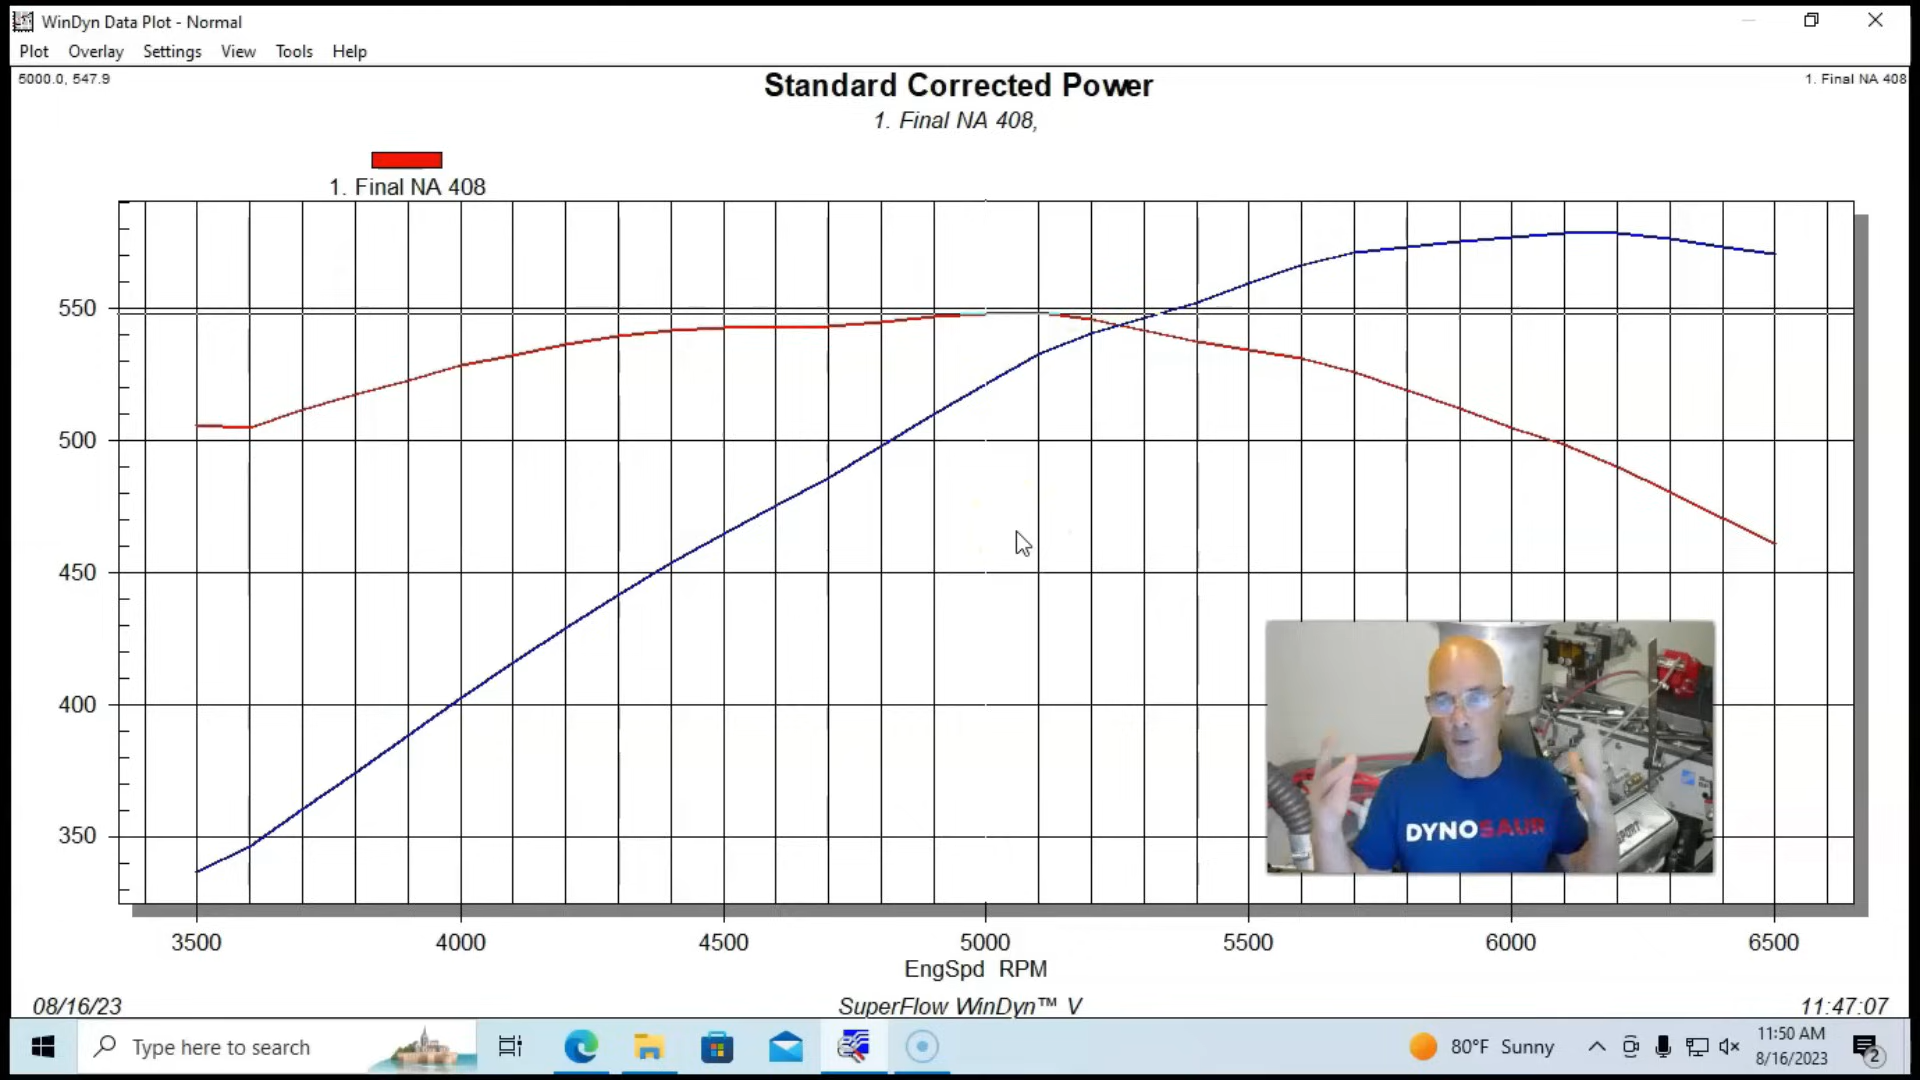 WinDyn Data Plot - Normal
Plot Overlay Settings View Tools Help
5000.0, 547.9
1. Final NA 408
Standard Corrected Power
1. Final NA 408,
1. Final NA 408
550
500
450
400
350
DYNOSAUR
3500 4000 4500 5000 5500 6000 6500
EngSpd RPM
08/16/23
SuperFlow WinDyn™ V
11:47:07
Type here to search
80°F Sunny
11:50 AM
8/16/2023
2